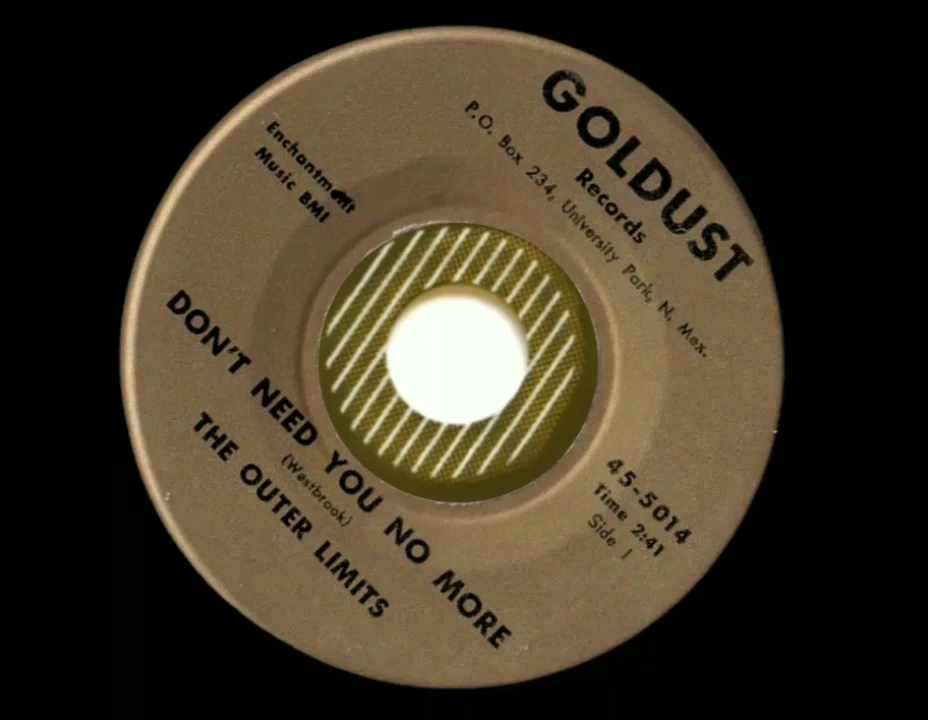 GOLDUST
Records
P.O. Box 234, University Park, N. Mex.
Enchantment
Music BMI
45-5014
Time 2:41
Side 1
DON'T NEED YOU NO MORE
(Westbrook)
THE OUTER LIMITS